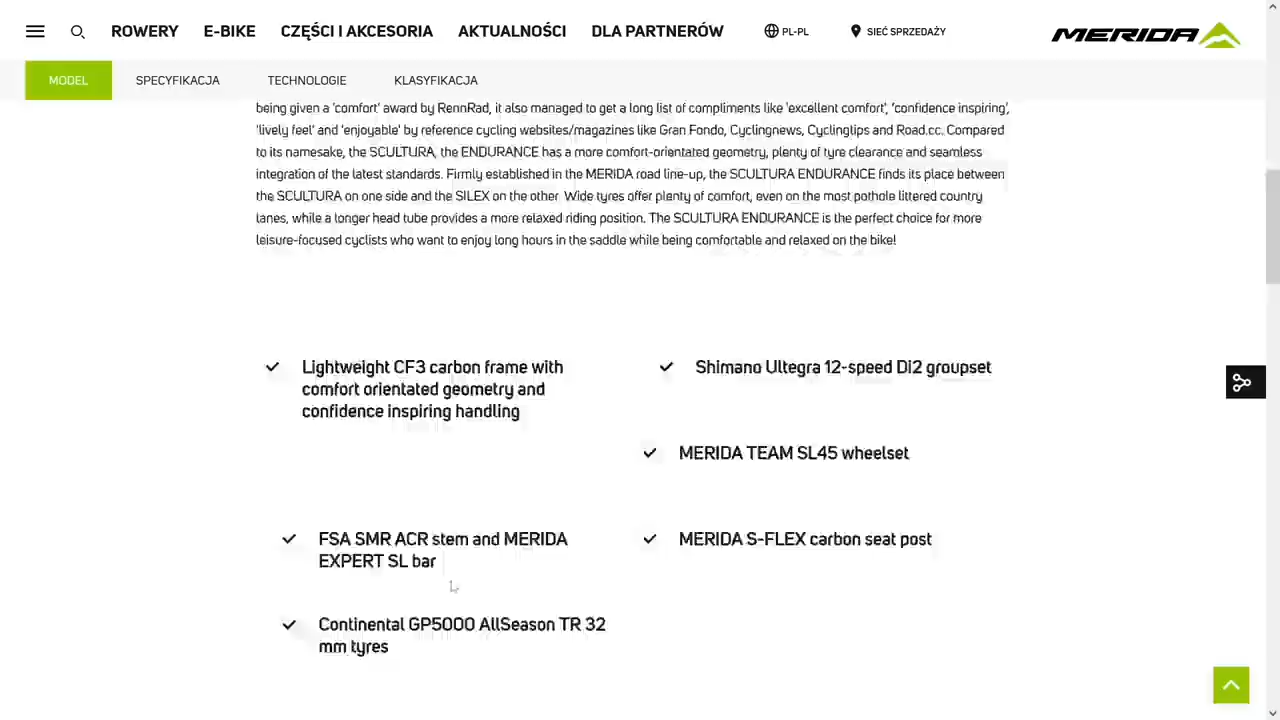 ROWERY E-BIKE CZĘŚCI I AKCESORIA AKTUALNOŚCI DLA PARTNERÓW PL-PL SIEĆ SPRZEDAŻY MERIDA
MODEL SPECYFIKACJA TECHNOLOGIE KLASYFIKACJA
being given a 'comfort' award by RennRad, it also managed to get a long list of compliments like 'excellent comfort', 'confidence inspiring',
'lively feel' and 'enjoyable' by reference cycling websites/magazines like Gran Fondo, Cyclingnews, Cyclingtips and Road.cc. Compared
to its namesake, the SCULTURA, the ENDURANCE has a more comfort-orientated geometry, plenty of tyre clearance and seamless
integration of the latest standards. Firmly established in the MERIDA road line-up, the SCULTURA ENDURANCE finds its place between
the SCULTURA on one side and the SILEX on the other. Wide tyres offer plenty of comfort, even on the most pothole littered country
lanes, while a longer head tube provides a more relaxed riding position. The SCULTURA ENDURANCE is the perfect choice for more
leisure-focused cyclists who want to enjoy long hours in the saddle while being comfortable and relaxed on the bike!
Lightweight CF3 carbon frame with
comfort orientated geometry and
confidence inspiring handling
Shimano Ultegra 12-speed Di2 groupset
MERIDA TEAM SL45 wheelset
FSA SMR ACR stem and MERIDA
EXPERT SL bar
MERIDA S-FLEX carbon seat post
Continental GP5000 AllSeason TR 32
mm tyres